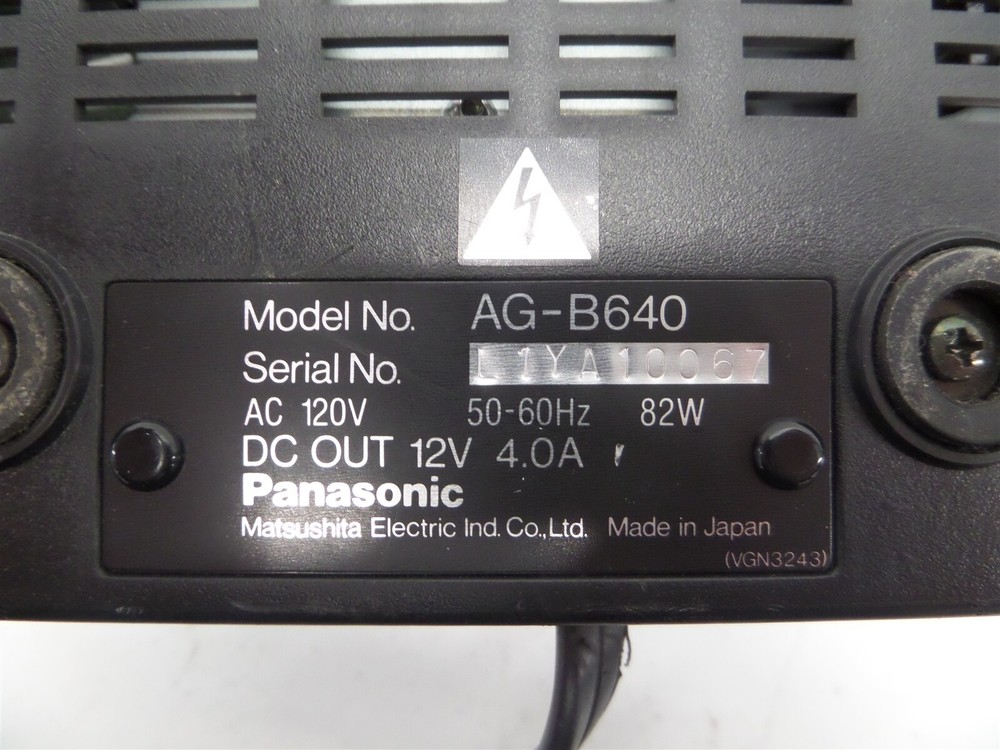 Model No. AG-B640
Serial No. L1YA10067
AC 120V 50-60Hz 82W
DC OUT 12V 4.0A
Panasonic
Matsushita Electric Ind. Co., Ltd. Made in Japan
(VGN3243)